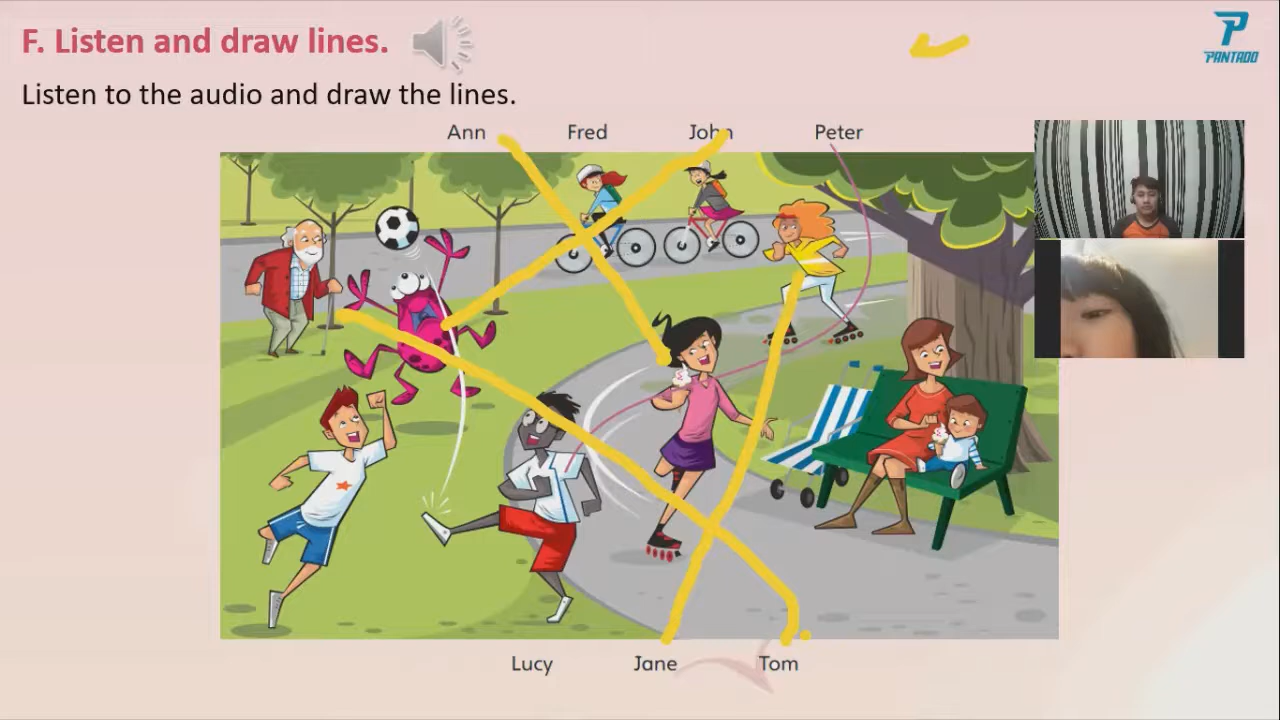 F. Listen and draw lines.
PANTADO
Listen to the audio and draw the lines.
Ann Fred John Peter
Lucy Jane Tom